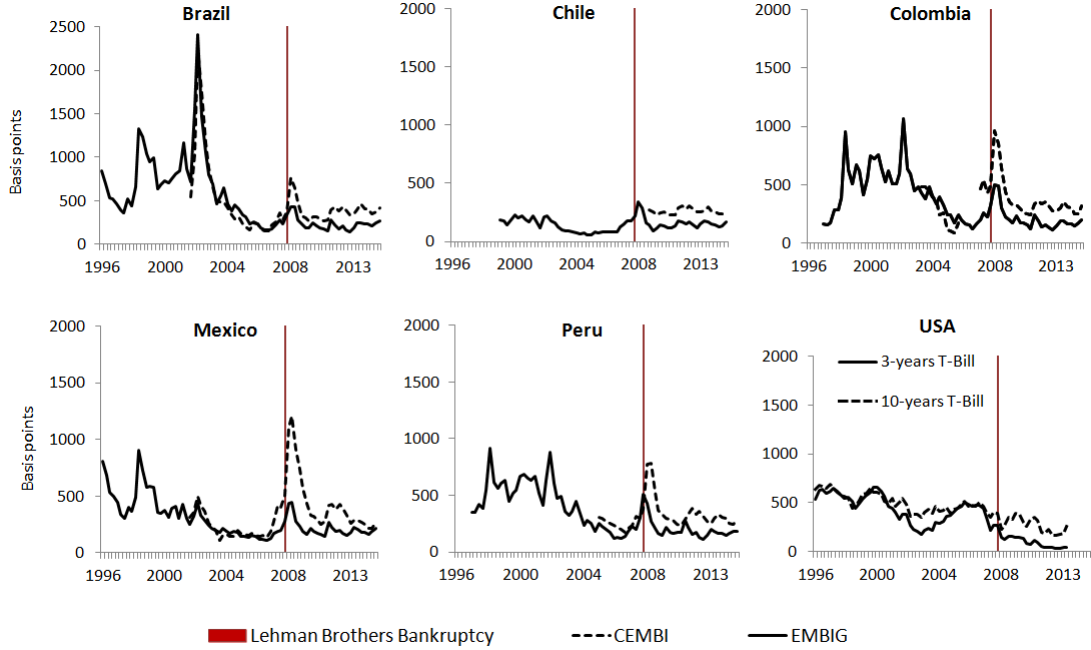 Brazil
Chile
Colombia
Basis points
2500
2000
1500
1000
500
0
1996 2000 2004 2008 2013
2000
1500
1000
500
0
1996 2000 2004 2008 2013
2000
1500
1000
500
0
1996 2000 2004 2008 2013
Mexico
Peru
USA
Basis points
2000
1500
1000
500
0
1996 2000 2004 2008 2013
2000
1500
1000
500
0
1996 2000 2004 2008 2013
2000
1500
1000
500
0
3-years T-Bill
10-years T-Bill
1996 2000 2004 2008 2013
Lehman Brothers Bankruptcy CEMBI EMBIG